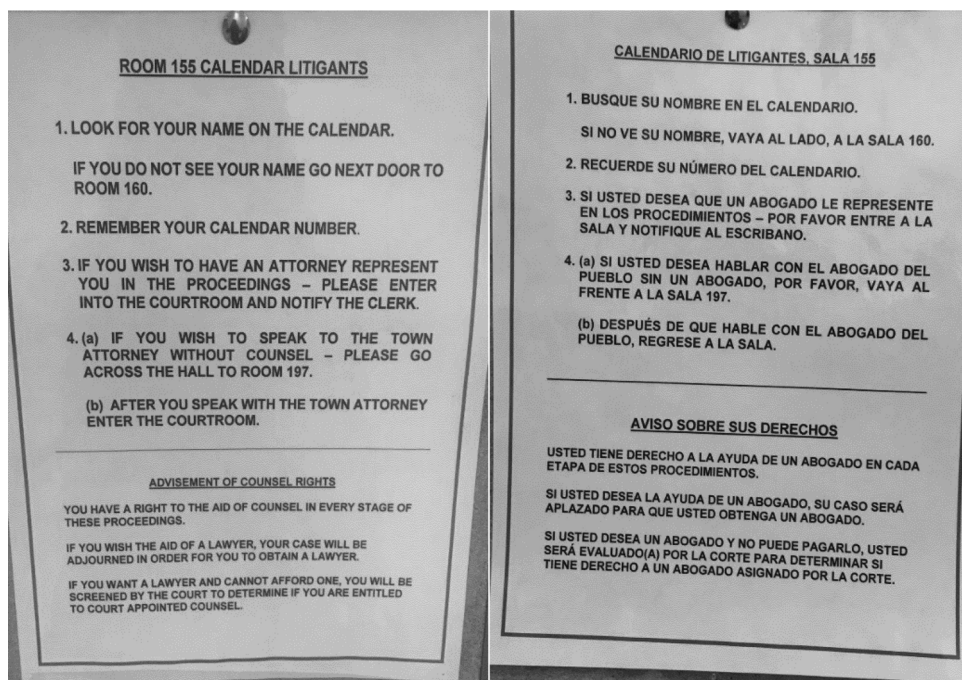 ROOM 155 CALENDAR LITIGANTS
1. LOOK FOR YOUR NAME ON THE CALENDAR.
IF YOU DO NOT SEE YOUR NAME GO NEXT DOOR TO
ROOM 160.
2. REMEMBER YOUR CALENDAR NUMBER.
3. IF YOU WISH TO HAVE AN ATTORNEY REPRESENT
YOU IN THE PROCEEDINGS – PLEASE ENTER
INTO THE COURTROOM AND NOTIFY THE CLERK.
4. (a) IF YOU WISH TO SPEAK TO THE TOWN
ATTORNEY WITHOUT COUNSEL – PLEASE GO
ACROSS THE HALL TO ROOM 197.
(b) AFTER YOU SPEAK WITH THE TOWN ATTORNEY
ENTER THE COURTROOM.
ADVISEMENT OF COUNSEL RIGHTS
YOU HAVE A RIGHT TO THE AID OF COUNSEL IN EVERY STAGE OF
THESE PROCEEDINGS.
IF YOU WISH THE AID OF A LAWYER, YOUR CASE WILL BE
ADJOURNED IN ORDER FOR YOU TO OBTAIN A LAWYER.
IF YOU WANT A LAWYER AND CANNOT AFFORD ONE, YOU WILL BE
SCREENED BY THE COURT TO DETERMINE IF YOU ARE ENTITLED
TO COURT APPOINTED COUNSEL.
CALENDARIO DE LITIGANTES, SALA 155
1. BUSQUE SU NOMBRE EN EL CALENDARIO.
SI NO VE SU NOMBRE, VAYA AL LADO, A LA SALA 160.
2. RECUERDE SU NÚMERO DEL CALENDARIO.
3. SI USTED DESEA QUE UN ABOGADO LE REPRESENTE
EN LOS PROCEDIMIENTOS – POR FAVOR ENTRE A LA
SALA Y NOTIFIQUE AL ESCRIBANO.
4. (a) SI USTED DESEA HABLAR CON EL ABOGADO DEL
PUEBLO SIN UN ABOGADO, POR FAVOR, VAYA AL
FRENTE A LA SALA 197.
(b) DESPUÉS DE QUE HABLE CON EL ABOGADO DEL
PUEBLO, REGRESE A LA SALA.
AVISO SOBRE SUS DERECHOS
USTED TIENE DERECHO A LA AYUDA DE UN ABOGADO EN CADA
ETAPA DE ESTOS PROCEDIMIENTOS.
SI USTED DESEA LA AYUDA DE UN ABOGADO, SU CASO SERÁ
APLAZADO PARA QUE USTED OBTENGA UN ABOGADO.
SI USTED DESEA UN ABOGADO Y NO PUEDE PAGARLO, USTED
SERÁ EVALUADO(A) POR LA CORTE PARA DETERMINAR SI
TIENE DERECHO A UN ABOGADO ASIGNADO POR LA CORTE.